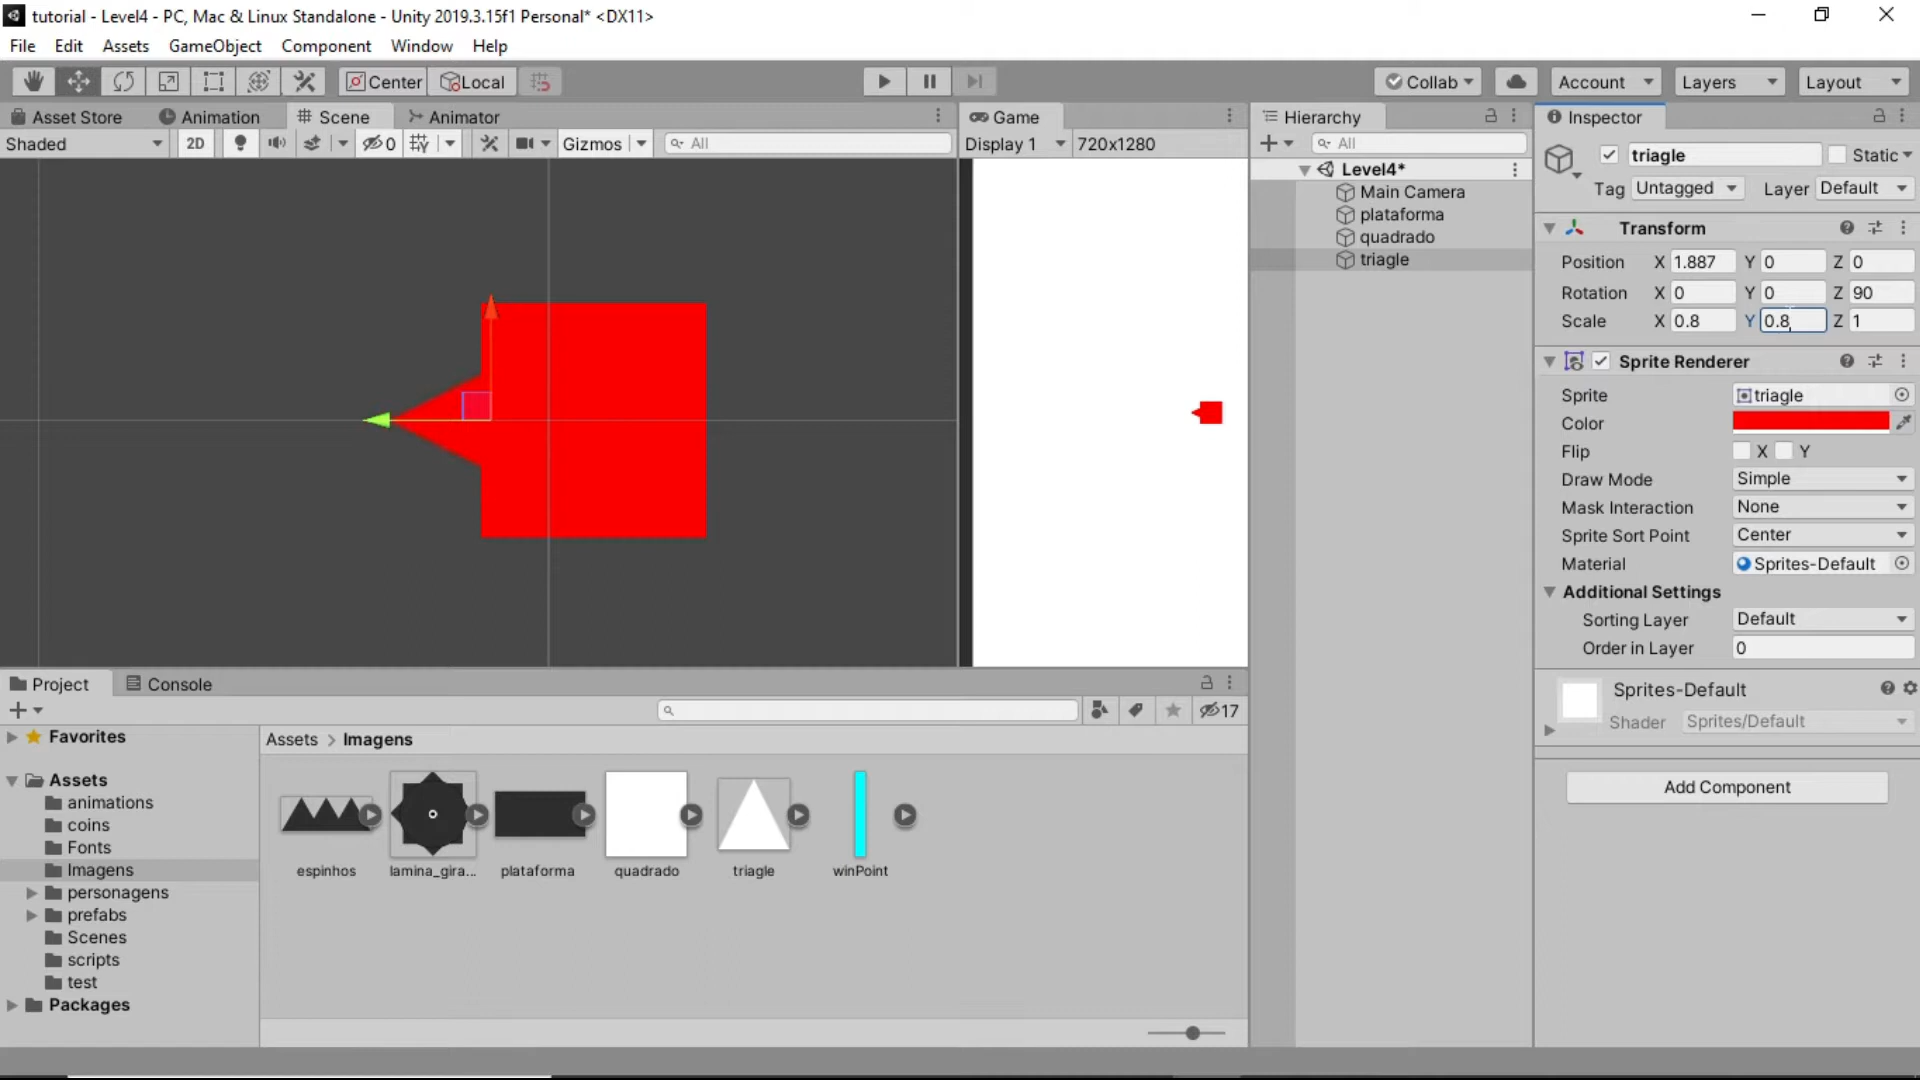 tutorial - Level4 - PC, Mac & Linux Standalone - Unity 2019.3.15f1 Personal* <DX11>
File Edit Assets GameObject Component Window Help
Center Local Collab Account Layers Layout
Asset Store Animation Scene Animator
Shaded 2D 0 Gizmos All
Game
Display 1 720x1280
Hierarchy
All
Level4*
Main Camera
plataforma
quadrado
triagle
Inspector
triagle Static
Tag Untagged Layer Default
Transform
Position X 1.887 Y 0 Z 0
Rotation X 0 Y 0 Z 90
Scale X 0.8 Y 0.8 Z 1
Sprite Renderer
Sprite triagle
Color
Flip X Y
Draw Mode Simple
Mask Interaction None
Sprite Sort Point Center
Material Sprites-Default
Additional Settings
Sorting Layer Default
Order in Layer 0
Sprites-Default
Shader Sprites/Default
Add Component
Project Console
17
Favorites
Assets
animations
coins
Fonts
Imagens
personagens
prefabs
Scenes
scripts
test
Packages
Assets > Imagens
espinhos lamina_gira... plataforma quadrado triagle winPoint